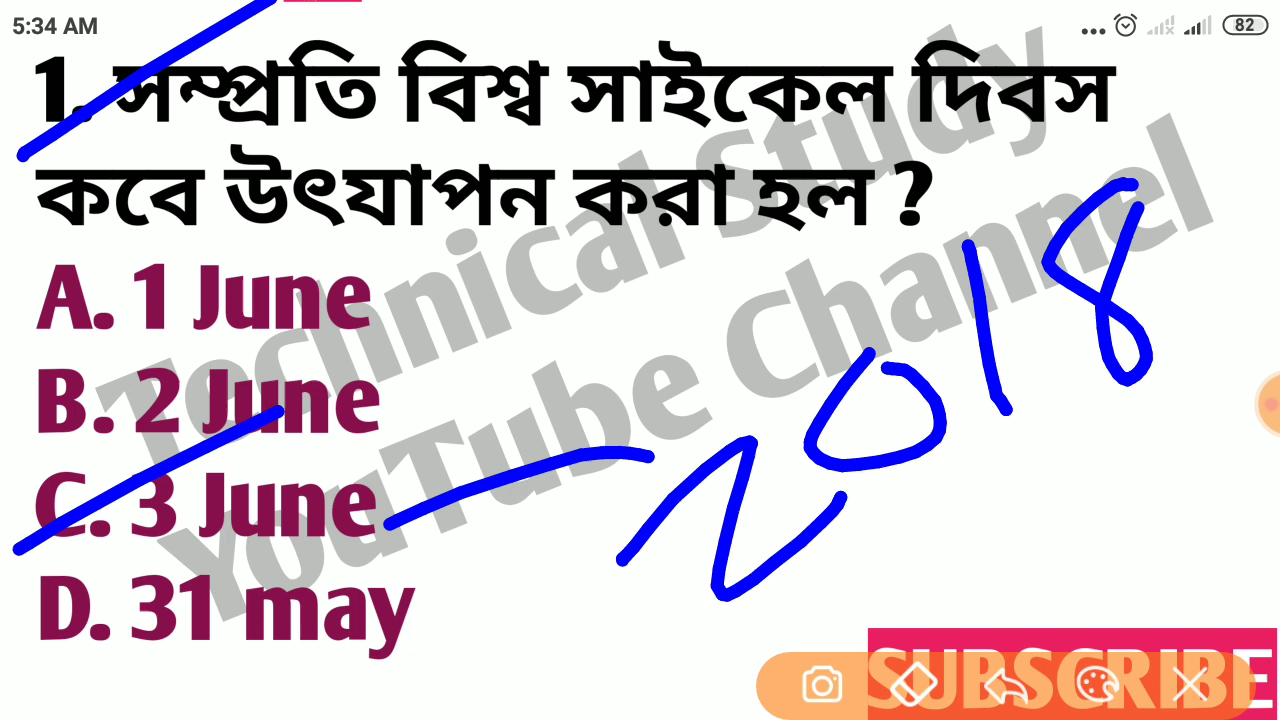 5:34 AM
82
1. সম্প্রতি বিশ্ব সাইকেল দিবস
কবে উৎযাপন করা হল ?
A. 1 June
B. 2 June
C. 3 June
D. 31 may
2018
Technical Study
YouTube Channel
SUBSCRIBE